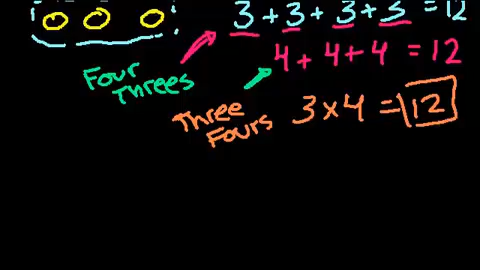 3 + 3 + 3 + 3 = 12
4 + 4 + 4 = 12
Four
Threes
Three
Fours
3 x 4 = 12